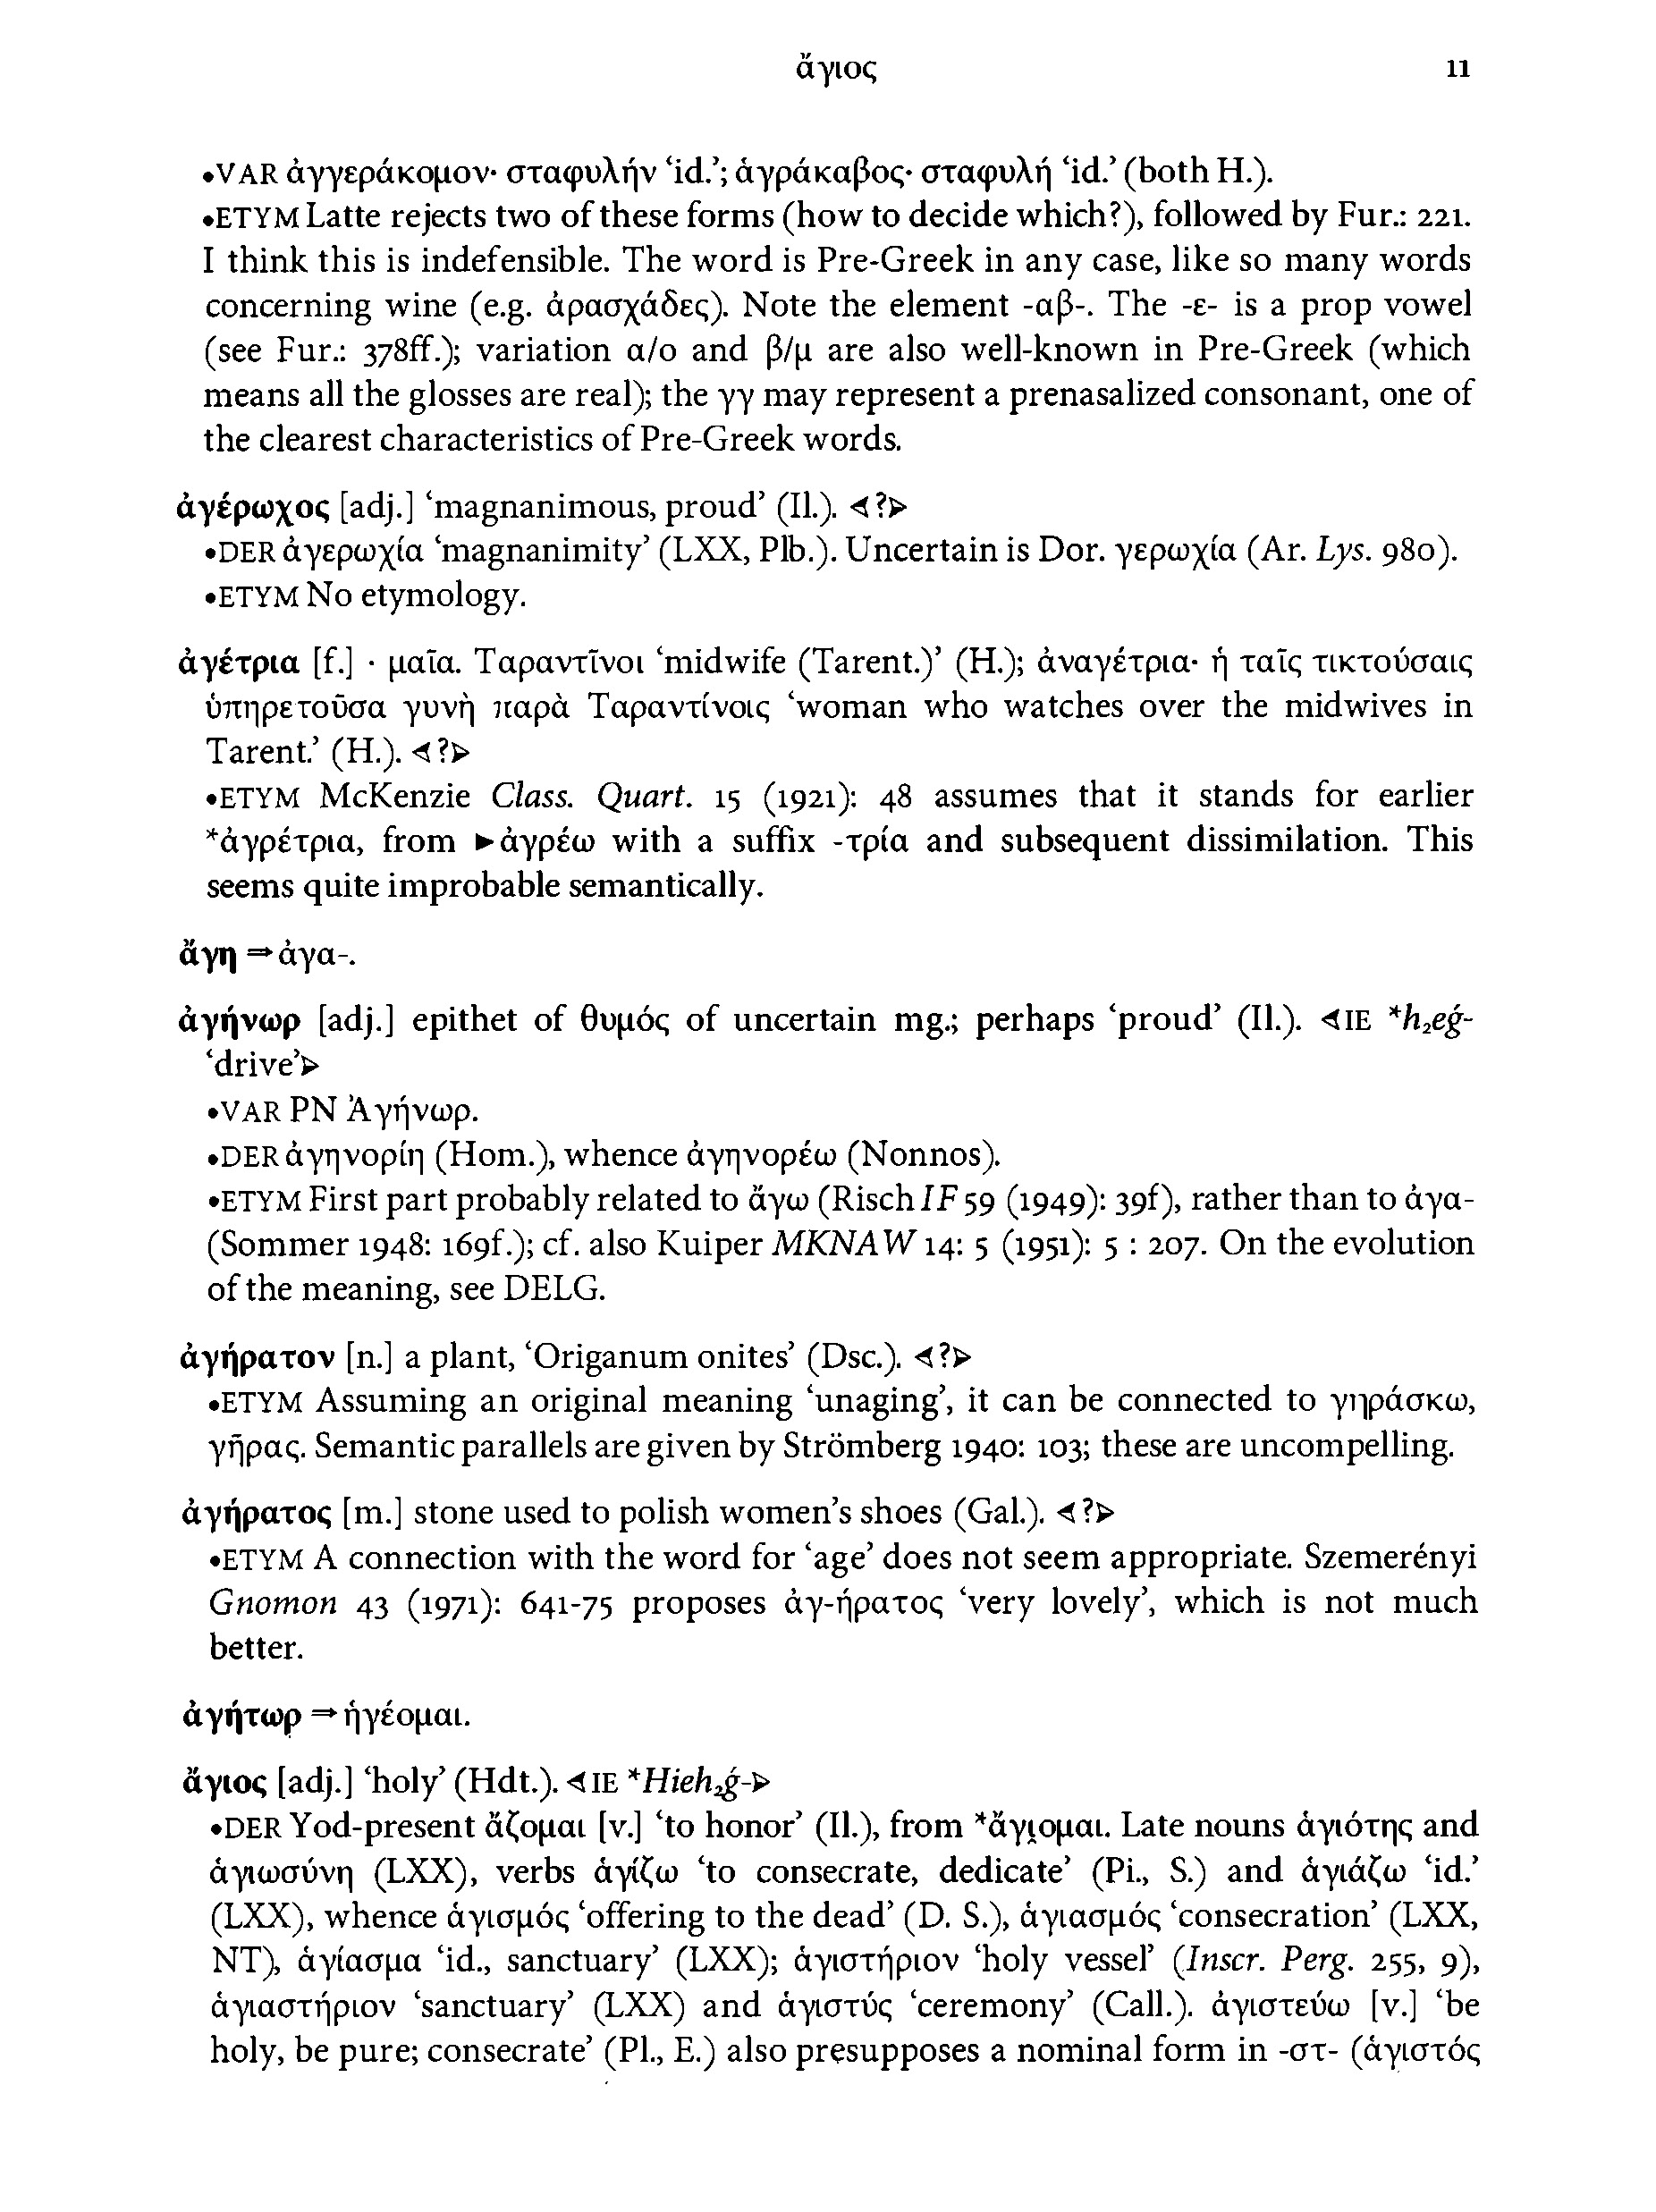 ἅγιος 11
•VAR ἀγγεράκομον· σταφυλήν ‘id.’; ἀγράκαβος· σταφυλή ‘id.’ (both H.).
•ETYM Latte rejects two of these forms (how to decide which?), followed by Fur.: 221.
I think this is indefensible. The word is Pre-Greek in any case, like so many words
concerning wine (e.g. ἀρασχάδες). Note the element -αβ-. The -ε- is a prop vowel
(see Fur.: 378ff.); variation α/ο and β/μ are also well-known in Pre-Greek (which
means all the glosses are real); the γγ may represent a prenasalized consonant, one of
the clearest characteristics of Pre-Greek words.
ἀγέρωχος [adj.] ‘magnanimous, proud’ (Il.). ⊲?⊳
•DER ἀγερωχία ‘magnanimity’ (LXX, Plb.). Uncertain is Dor. γερωχία (Ar. Lys. 980).
•ETYM No etymology.
ἀγέτρια [f.] · μαῖα. Ταραντῖνοι ‘midwife (Tarent.)’ (H.); ἀναγέτρια· ἡ ταῖς τικτούσαις
ὑπηρετοῦσα γυνὴ παρὰ Ταραντίνοις ‘woman who watches over the midwives in
Tarent.’ (H.). ⊲?⊳
•ETYM McKenzie Class. Quart. 15 (1921): 48 assumes that it stands for earlier
*ἀγρέτρια, from ►ἀγρέω with a suffix -τρία and subsequent dissimilation. This
seems quite improbable semantically.
ἄγη ⇒ ἀγα-.
ἀγήνωρ [adj.] epithet of θυμός of uncertain mg.; perhaps ‘proud’ (Il.). ⊲IE *h₂eǵ-
‘drive’⊳
•VAR PN Ἀγήνωρ.
•DER ἀγηνορίη (Hom.), whence ἀγηνορέω (Nonnos).
•ETYM First part probably related to ἄγω (Risch IF 59 (1949): 39f), rather than to ἀγα-
(Sommer 1948: 169f.); cf. also Kuiper MKNAW 14: 5 (1951): 5 : 207. On the evolution
of the meaning, see DELG.
ἀγήρατον [n.] a plant, ‘Origanum onites’ (Dsc.). ⊲?⊳
•ETYM Assuming an original meaning ‘unaging’, it can be connected to γηράσκω,
γῆρας. Semantic parallels are given by Strömberg 1940: 103; these are uncompelling.
ἀγήρατος [m.] stone used to polish women’s shoes (Gal.). ⊲?⊳
•ETYM A connection with the word for ‘age’ does not seem appropriate. Szemerényi
Gnomon 43 (1971): 641-75 proposes ἀγ-ήρατος ‘very lovely’, which is not much
better.
ἀγήτωρ ⇒ ἡγέομαι.
ἅγιος [adj.] ‘holy’ (Hdt.). ⊲IE *Hieh₂ǵ-⊳
•DER Yod-present ἅζομαι [v.] ‘to honor’ (Il.), from *ἅγι̯ομαι. Late nouns ἁγιότης and
ἁγιωσύνη (LXX), verbs ἁγίζω ‘to consecrate, dedicate’ (Pi., S.) and ἁγιάζω ‘id.’
(LXX), whence ἁγισμός ‘offering to the dead’ (D. S.), ἁγιασμός ‘consecration’ (LXX,
NT), ἁγίασμα ‘id., sanctuary’ (LXX); ἁγιστήριον ‘holy vessel’ (Inscr. Perg. 255, 9),
ἁγιαστήριον ‘sanctuary’ (LXX) and ἁγιστύς ‘ceremony’ (Call.). ἁγιστεύω [v.] ‘be
holy, be pure; consecrate’ (Pl., E.) also presupposes a nominal form in -στ- (ἁγιστός